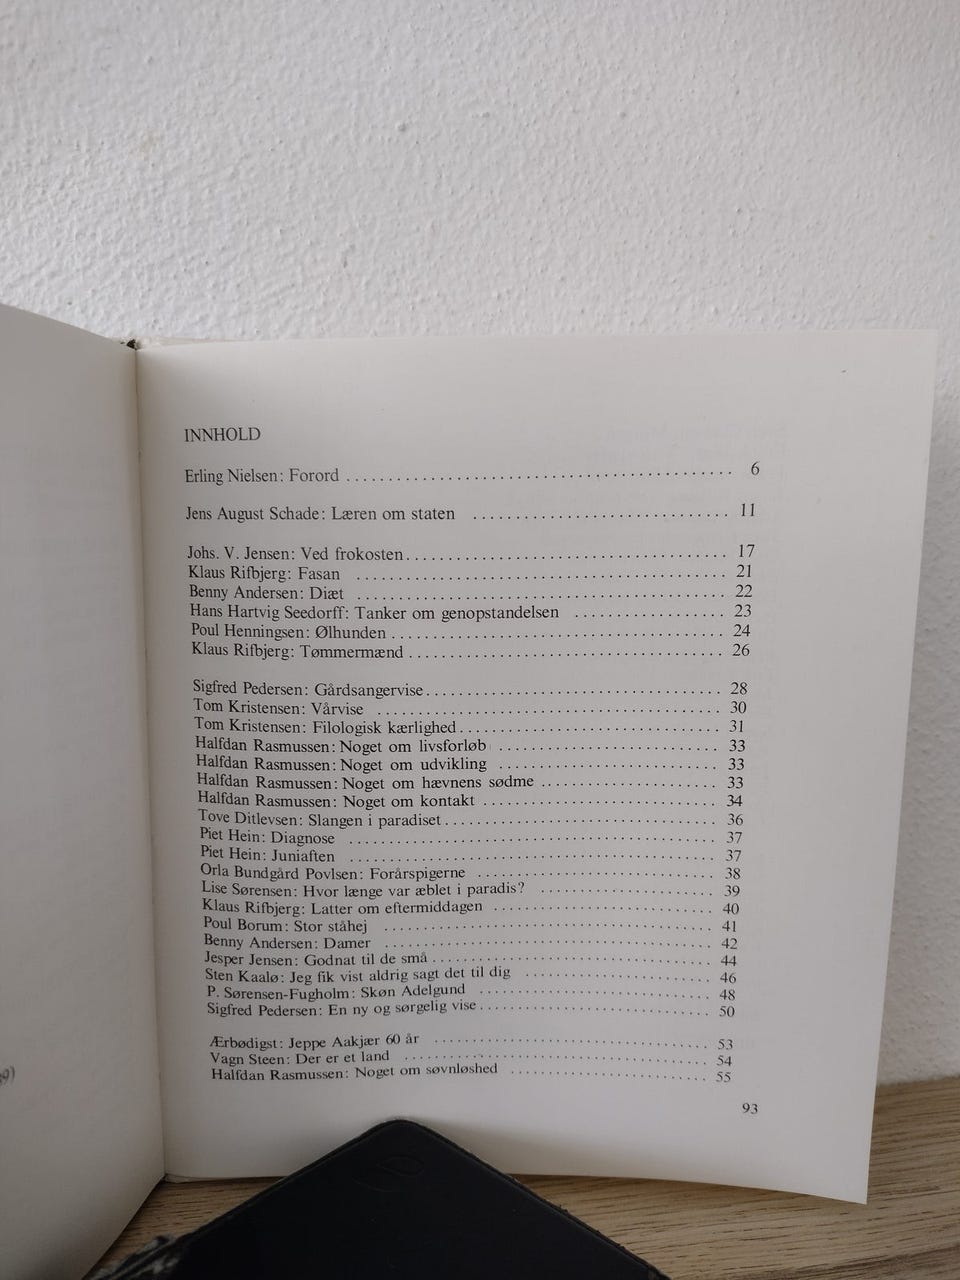 INNHOLD
Erling Nielsen: Forord ........................................ 6
Jens August Schade: Læren om staten ........................... 11
Johs. V. Jensen: Ved frokosten................................. 17
Klaus Rifbjerg: Fasan ......................................... 21
Benny Andersen: Diæt .......................................... 22
Hans Hartvig Seedorff: Tanker om genopstandelsen .............. 23
Poul Henningsen: Ølhunden ..................................... 24
Klaus Rifbjerg: Tømmermænd .................................... 26
Sigfred Pedersen: Gårdsangervise............................... 28
Tom Kristensen: Vårvise ....................................... 30
Tom Kristensen: Filologisk kærlighed........................... 31
Halfdan Rasmussen: Noget om livsforløb ........................ 33
Halfdan Rasmussen: Noget om udvikling ......................... 33
Halfdan Rasmussen: Noget om hævnens sødme ..................... 33
Halfdan Rasmussen: Noget om kontakt ........................... 34
Tove Ditlevsen: Slangen i paradiset............................ 36
Piet Hein: Diagnose ........................................... 37
Piet Hein: Juniaften .......................................... 37
Orla Bundgård Povlsen: Forårspigerne .......................... 38
Lise Sørensen: Hvor længe var æblet i paradis? ................ 39
Klaus Rifbjerg: Latter om eftermiddagen ....................... 40
Poul Borum: Stor ståhej ....................................... 41
Benny Andersen: Damer ......................................... 42
Jesper Jensen: Godnat til de små .............................. 44
Sten Kaalø: Jeg fik vist aldrig sagt det til dig .............. 46
P. Sørensen-Fugholm: Skøn Adelgund ............................ 48
Sigfred Pedersen: En ny og sørgelig vise....................... 50
Ærbødigst: Jeppe Aakjær 60 år ................................. 53
Vagn Steen: Der er et land .................................... 54
Halfdan Rasmussen: Noget om søvnløshed ........................ 55
93